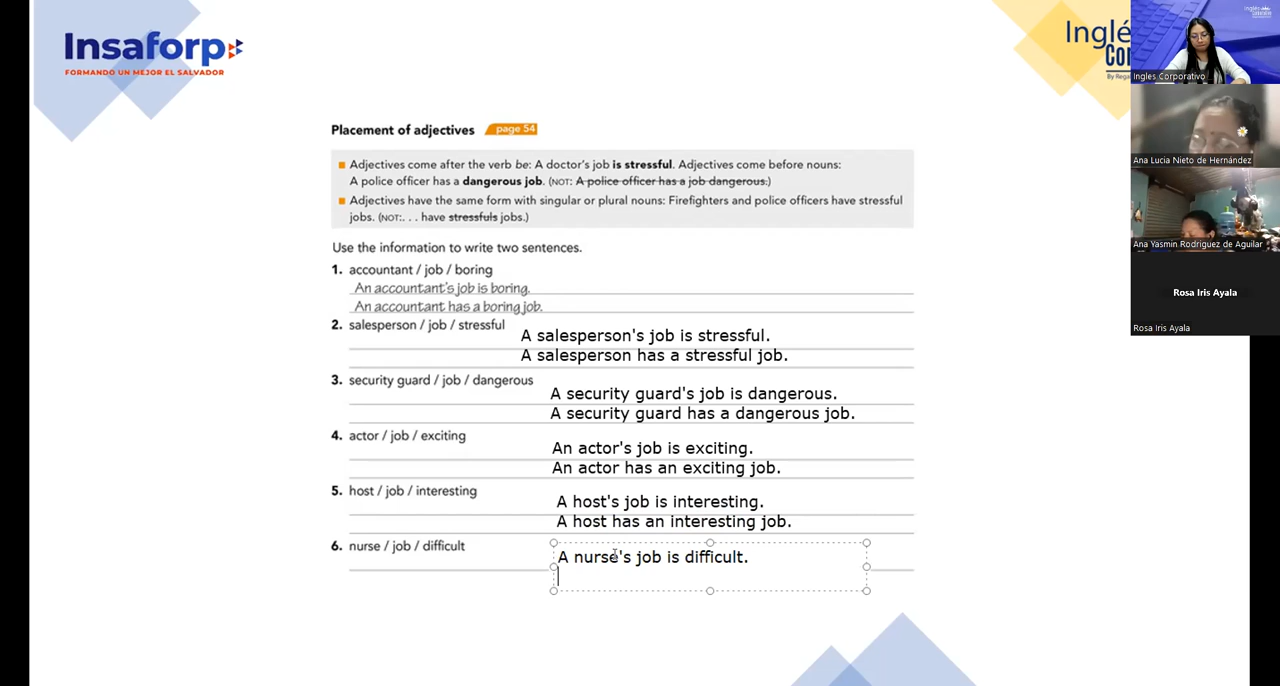 Insaforp
FORMANDO UN MEJOR EL SALVADOR
Inglé
By Rega
Ingles Corporativo
Ana Lucia Nieto de Hernández
Ana Yasmin Rodriguez de Aguilar
Rosa Iris Ayala
Rosa Iris Ayala
Placement of adjectives page 54
Adjectives come after the verb be: A doctor's job is stressful. Adjectives come before nouns:
A police officer has a dangerous job. (NOT: A police officer has a job dangerous.)
Adjectives have the same form with singular or plural nouns: Firefighters and police officers have stressful
jobs. (NOT:. . . have stressfuls jobs.)
Use the information to write two sentences.
1. accountant / job / boring
An accountant's job is boring.
An accountant has a boring job.
2. salesperson / job / stressful
A salesperson's job is stressful.
A salesperson has a stressful job.
3. security guard / job / dangerous
A security guard's job is dangerous.
A security guard has a dangerous job.
4. actor / job / exciting
An actor's job is exciting.
An actor has an exciting job.
5. host / job / interesting
A host's job is interesting.
A host has an interesting job.
6. nurse / job / difficult
A nurse's job is difficult.